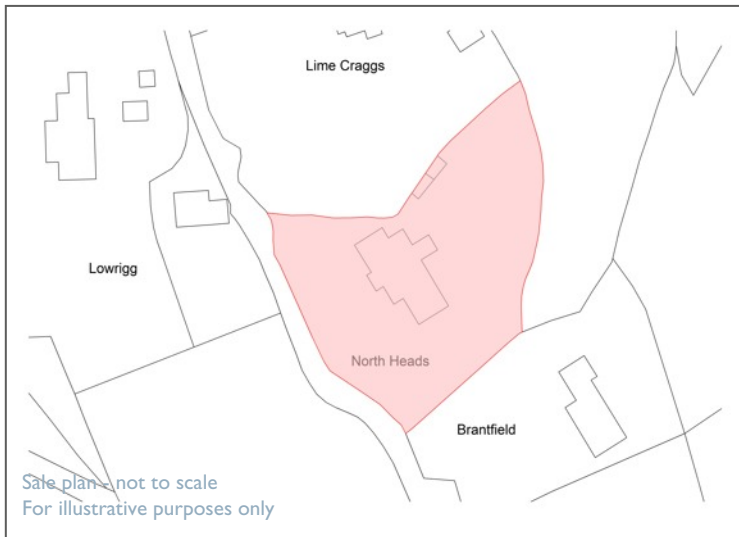 Lime Craggs
Lowrigg
North Heads
Brantfield
Sale plan - not to scale
For illustrative purposes only